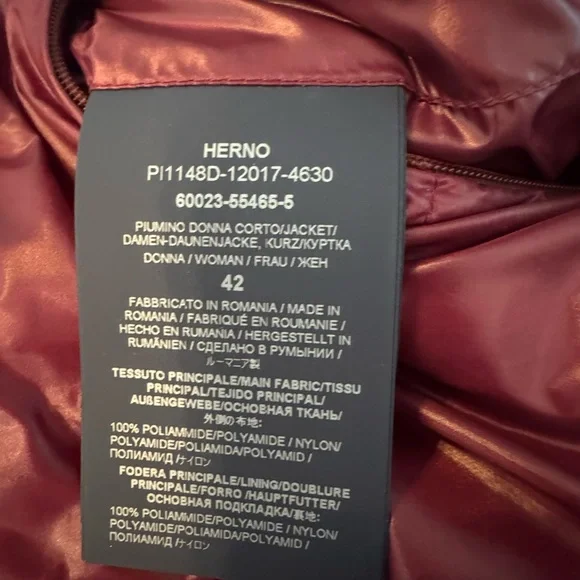 HERNO
PI1148D-12017-4630
60023-55465-5
PIUMINO DONNA CORTO/JACKET/
DAMEN-DAUNENJACKE, KURZ/КУРТКА
DONNA / WOMAN / FRAU / ЖЕН
42
FABBRICATO IN ROMANIA / MADE IN
ROMANIA / FABRIQUÉ EN ROUMANIE /
HECHO EN RUMANIA / HERGESTELLT IN
RUMÄNIEN / СДЕЛАНО В РУМЫНИИ /
ルーマニア製
TESSUTO PRINCIPALE/MAIN FABRIC/TISSU
PRINCIPAL/TEJIDO PRINCIPAL/
AUßENGEWEBE/ОСНОВНАЯ ТКАНЬ/
外側の布地:
100% POLIAMMIDE/POLYAMIDE / NYLON/
POLYAMIDE/POLIAMIDA/POLYAMID /
ПОЛИАМИД /ナイロン
FODERA PRINCIPALE/LINING/DOUBLURE
PRINCIPALE/FORRO /HAUPTFUTTER/
ОСНОВНАЯ ПОДКЛАДКА/裏地:
100% POLIAMMIDE/POLYAMIDE / NYLON/
POLYAMIDE/POLIAMIDA/POLYAMID /
ПОЛИАМИД /ナイロン